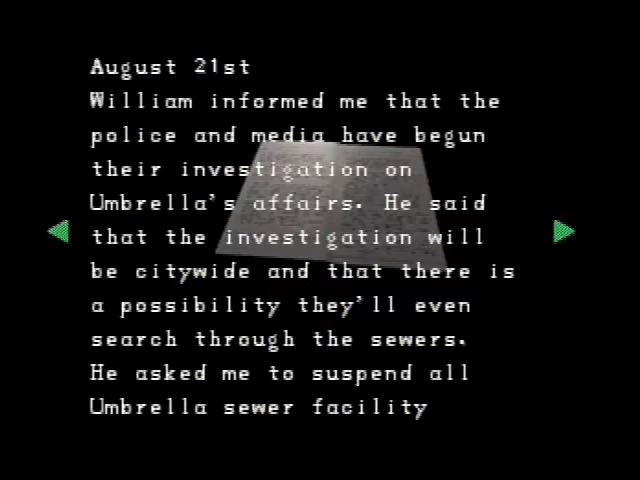 August 21st
William informed me that the
police and media have begun
their investigation on
Umbrella's affairs. He said
that the investigation will
be citywide and that there is
a possibility they'll even
search through the sewers.
He asked me to suspend all
Umbrella sewer facility